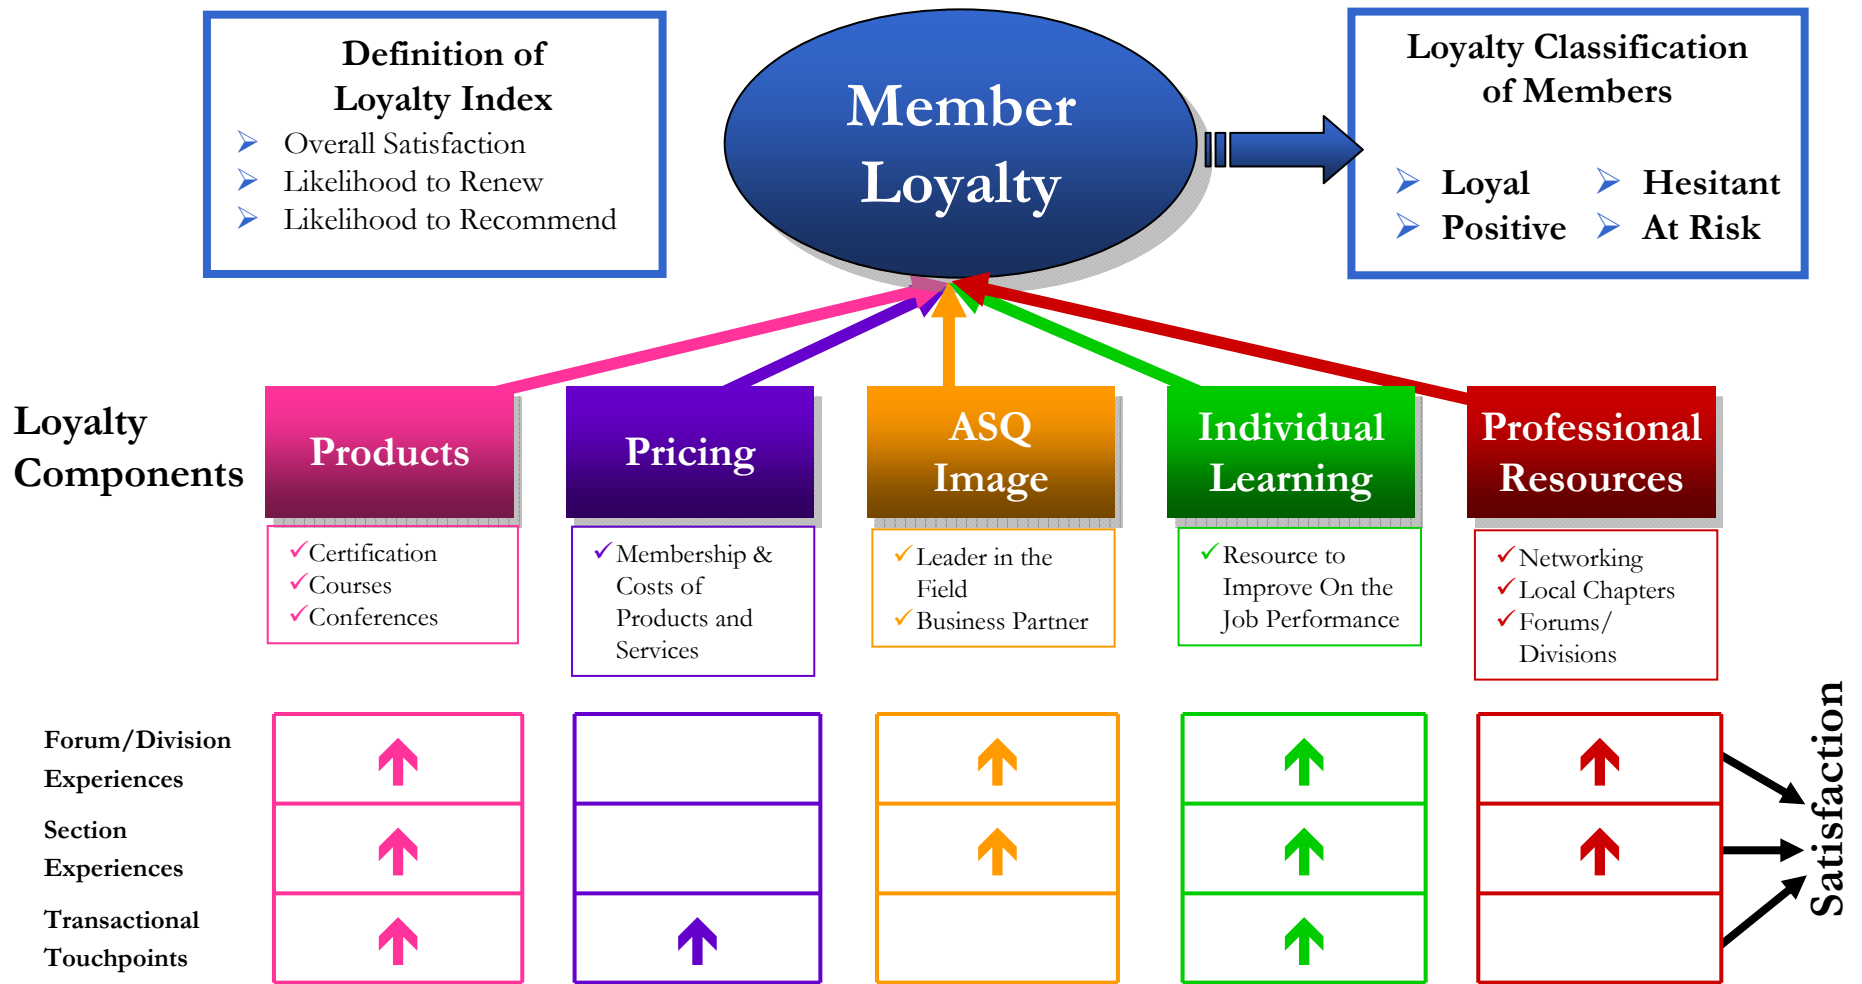 Definition of
Loyalty Index
Overall Satisfaction
Likelihood to Renew
Likelihood to Recommend
Member
Loyalty
Loyalty Classification
of Members
Loyal
Hesitant
Positive
At Risk
Loyalty
Components
Products
Pricing
ASQ
Image
Individual
Learning
Professional
Resources
Certification
Courses
Conferences
Membership &
Costs of
Products and
Services
Leader in the
Field
Business Partner
Resource to
Improve On the
Job Performance
Networking
Local Chapters
Forums/
Divisions
Forum/Division
Experiences
Section
Experiences
Transactional
Touchpoints
Satisfaction